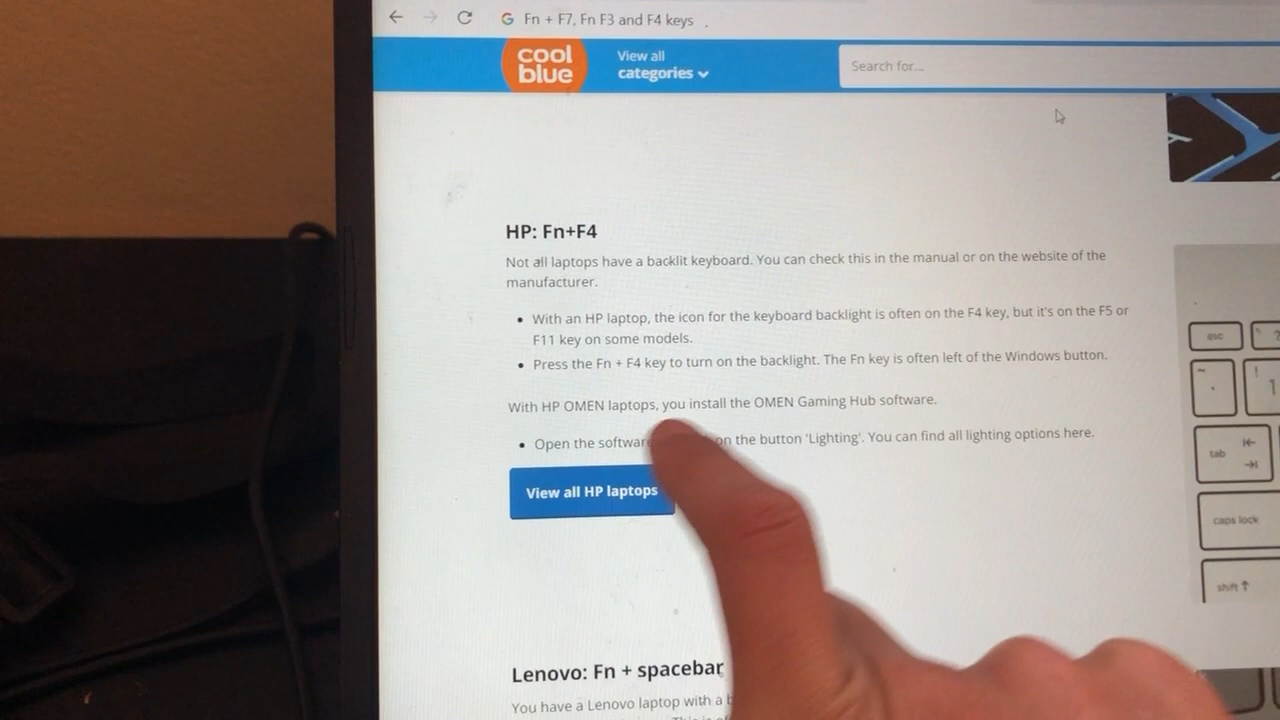 Fn + F7, Fn F3 and F4 keys .
cool
blue
View all
categories
Search for...
HP: Fn+F4
Not all laptops have a backlit keyboard. You can check this in the manual or on the website of the
manufacturer.
• With an HP laptop, the icon for the keyboard backlight is often on the F4 key, but it's on the F5 or
F11 key on some models.
• Press the Fn + F4 key to turn on the backlight. The Fn key is often left of the Windows button.
With HP OMEN laptops, you install the OMEN Gaming Hub software.
• Open the software on the button 'Lighting'. You can find all lighting options here.
View all HP laptops
Lenovo: Fn + spacebar
You have a Lenovo laptop with a
esc
~
!
1
tab
caps lock
shift